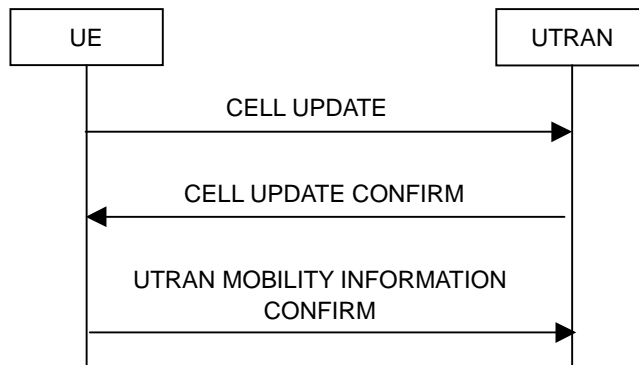 UE
UTRAN
CELL UPDATE
CELL UPDATE CONFIRM
UTRAN MOBILITY INFORMATION
CONFIRM